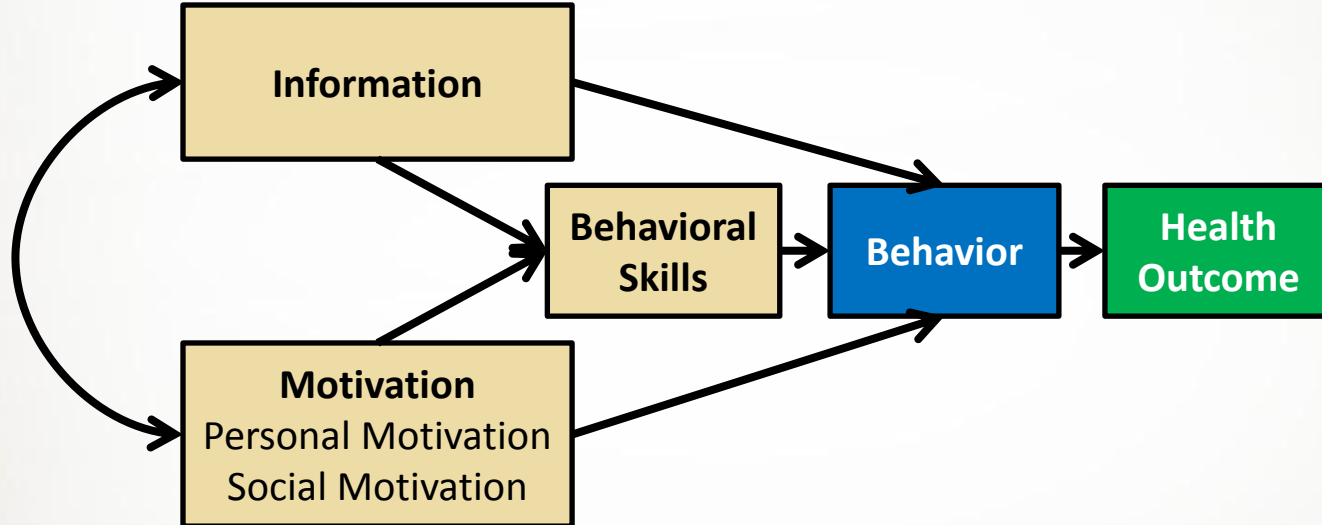 Information
Behavioral
Skills
Behavior
Health
Outcome
Motivation
Personal Motivation
Social Motivation